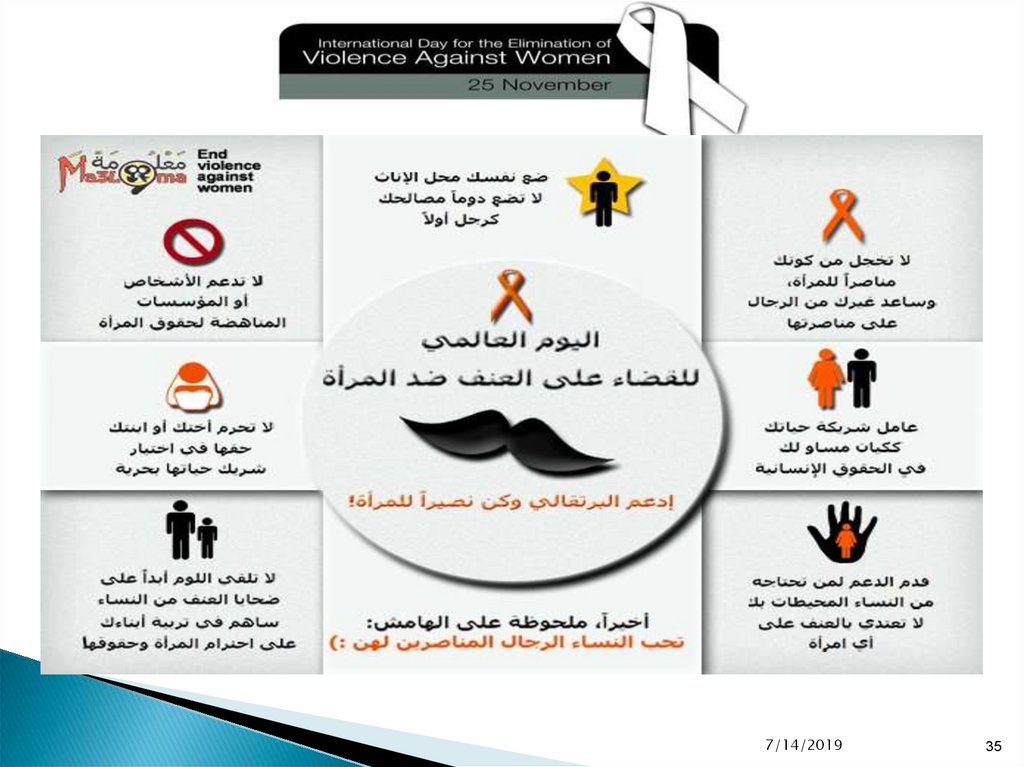 International Day for the Elimination of
Violence Against Women
25 November
Ma3looma
مَعْلُومَة
End
violence
against
women
ضع نفسك محل الإناث
لا تضع دوماً مصالحك
كرجل أولاً
لا تخجل من كونك
مناصراً للمرأة،
وساعد غيرك من الرجال
على مناصرتها
لا تدعم الأشخاص
أو المؤسسات
المناهضة لحقوق المرأة
اليوم العالمي
للقضاء على العنف ضد المرأة
إدعم البرتقالي وكن نصيراً للمرأة!
عامل شريكة حياتك
ككيان مساو لك
في الحقوق الإنسانية
لا تحرم أختك أو ابنتك
حقها في اختيار
شريك حياتها بحرية
قدم الدعم لمن تحتاجه
من النساء المحيطات بك
لا تعتدي بالعنف على
أي امرأة
لا تلقي اللوم أبداً على
ضحايا العنف من النساء
ساهم في تربية أبناءك
على احترام المرأة وحقوقها
أخيراً، ملحوظة على الهامش:
تحب النساء الرجال المناصرين لهن :)
7/14/2019
35